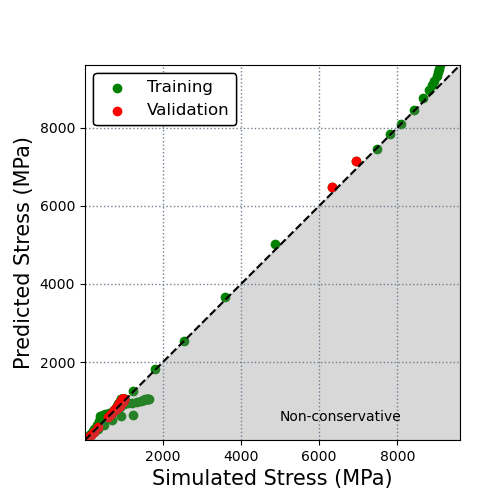 Training
Validation
8000
6000
4000
2000
Predicted Stress (MPa)
Non-conservative
2000 4000 6000 8000
Simulated Stress (MPa)